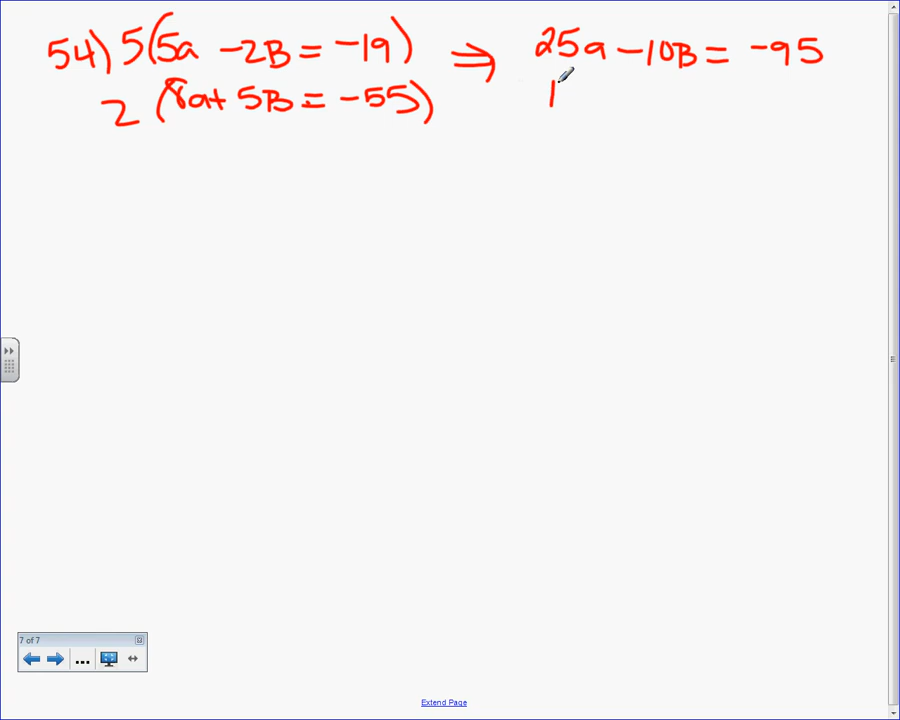 54) 5(5a -2B = -19) ⇒ 25a -10B = -95
2 (8a+ 5B = -55) 1
7 of 7
...
Extend Page